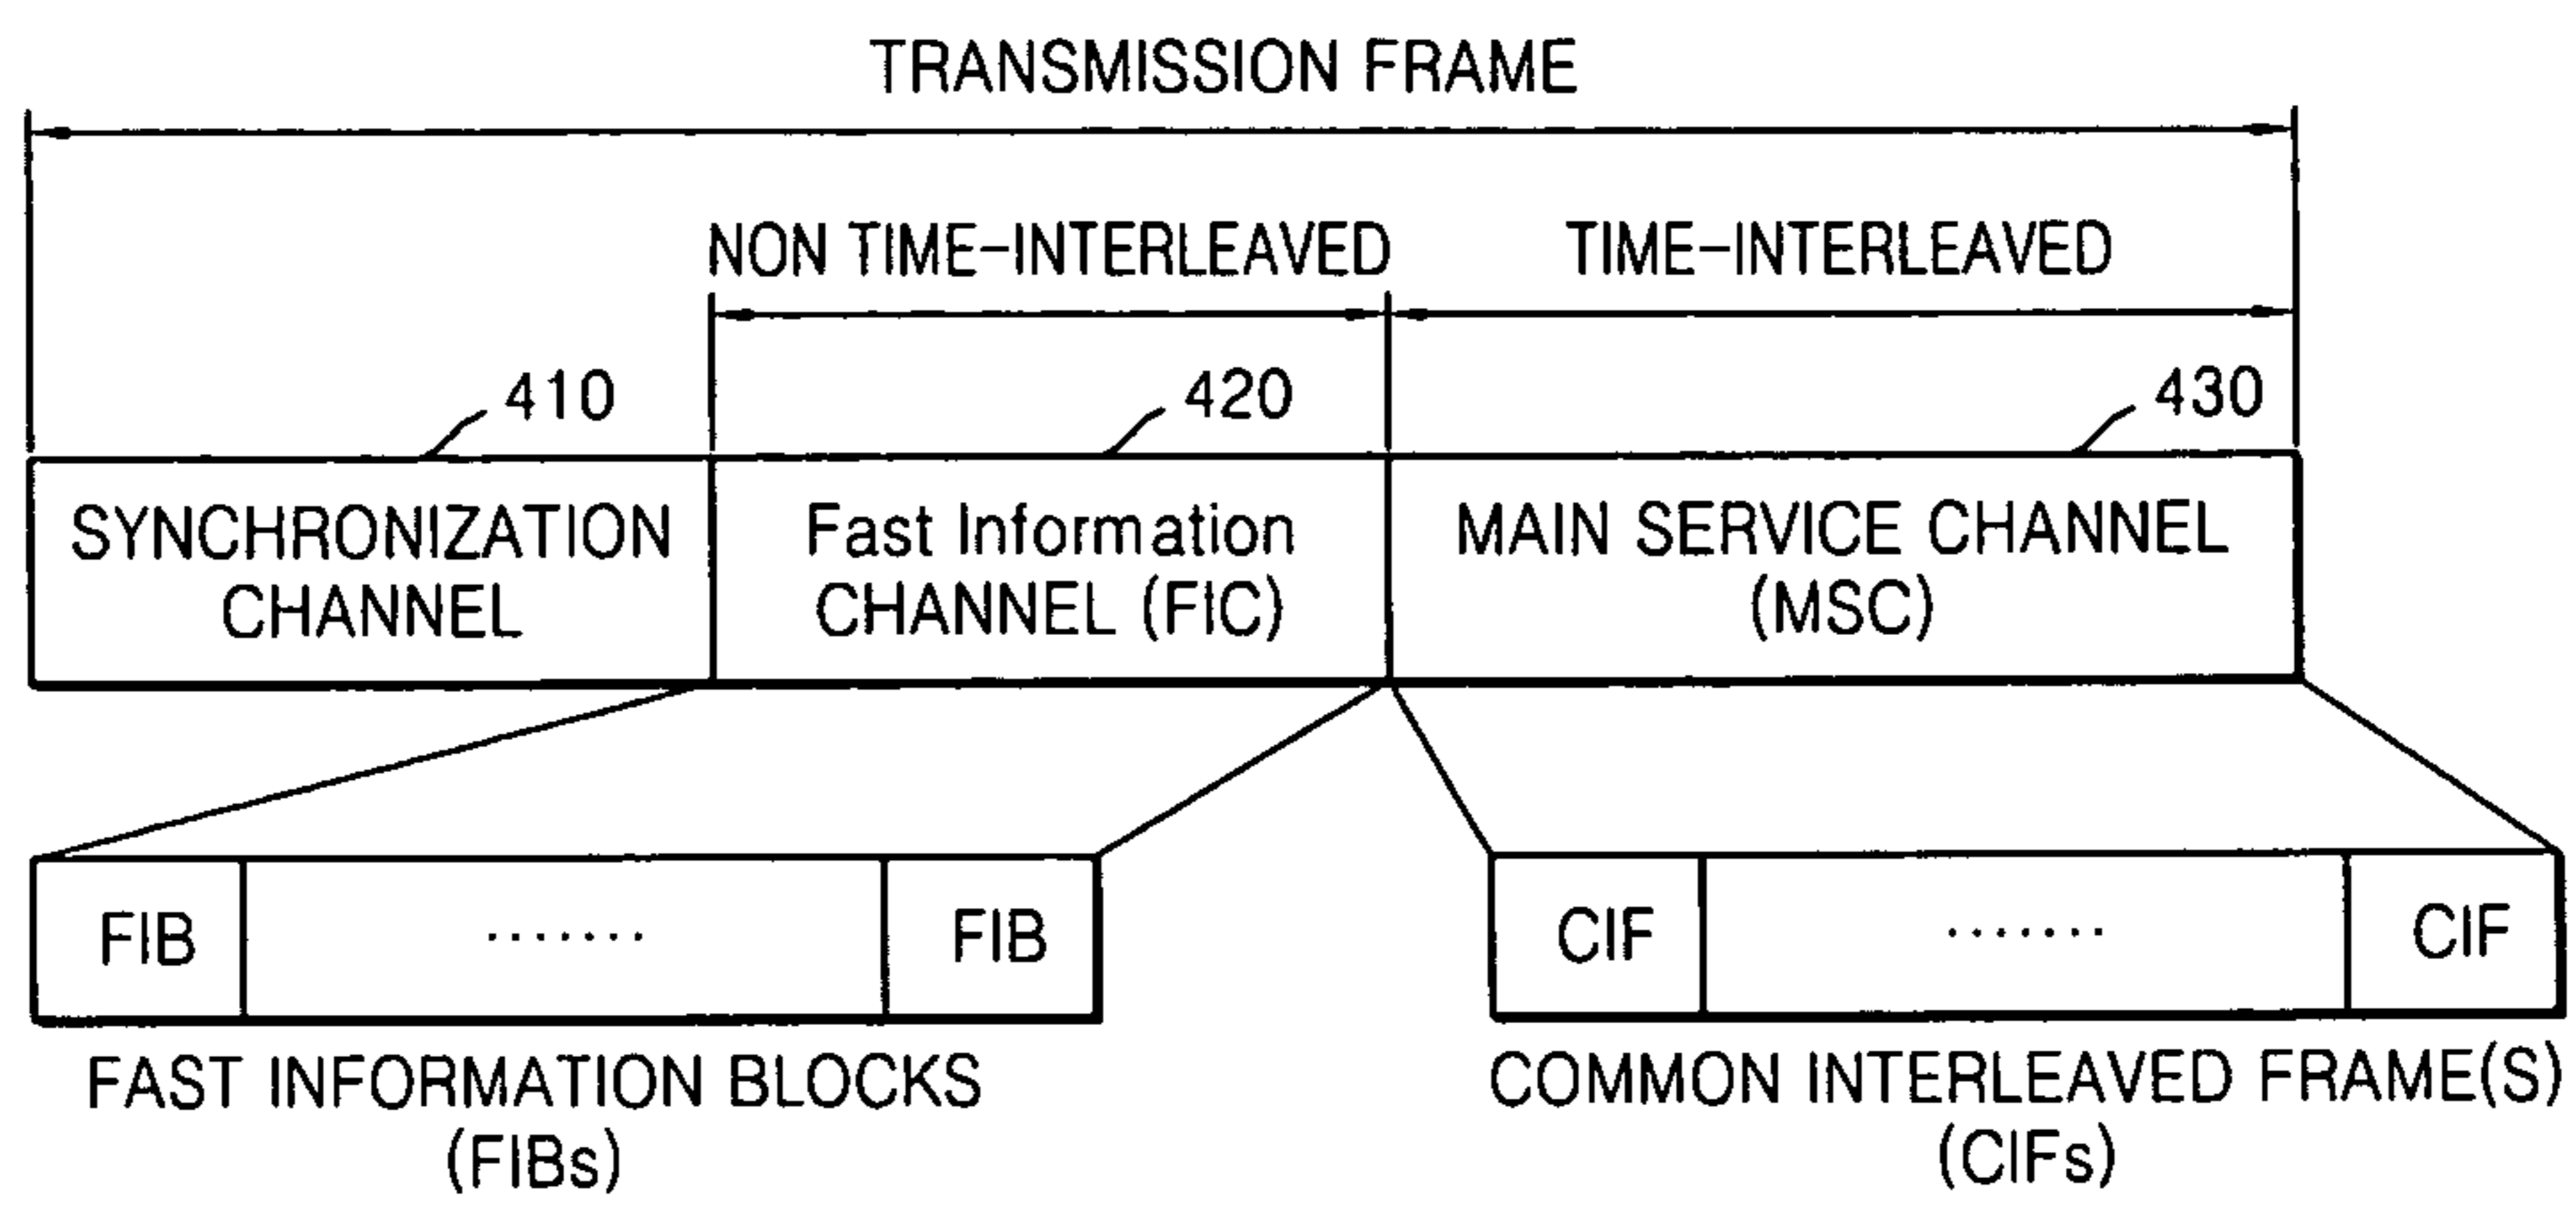 TRANSMISSION FRAME
NON TIME-INTERLEAVED
TIME-INTERLEAVED
410
420
430
SYNCHRONIZATION
CHANNEL
Fast Information
CHANNEL (FIC)
MAIN SERVICE CHANNEL
(MSC)
FIB
.......
FIB
CIF
.......
CIF
FAST INFORMATION BLOCKS
(FIBs)
COMMON INTERLEAVED FRAME(S)
(CIFs)